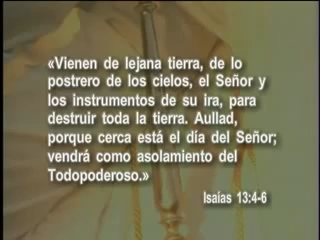 «Vienen de lejana tierra, de lo
postrero de los cielos, el Señor y
los instrumentos de su ira, para
destruir toda la tierra. Aullad,
porque cerca está el día del Señor;
vendrá como asolamiento del
Todopoderoso.»
Isaías 13:4-6